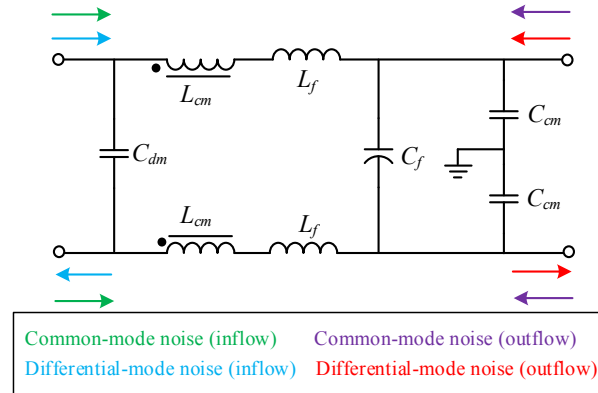 L_cm
L_f
C_cm
C_dm
C_f
C_cm
L_cm
L_f
Common-mode noise (inflow) Common-mode noise (outflow)
Differential-mode noise (inflow) Differential-mode noise (outflow)